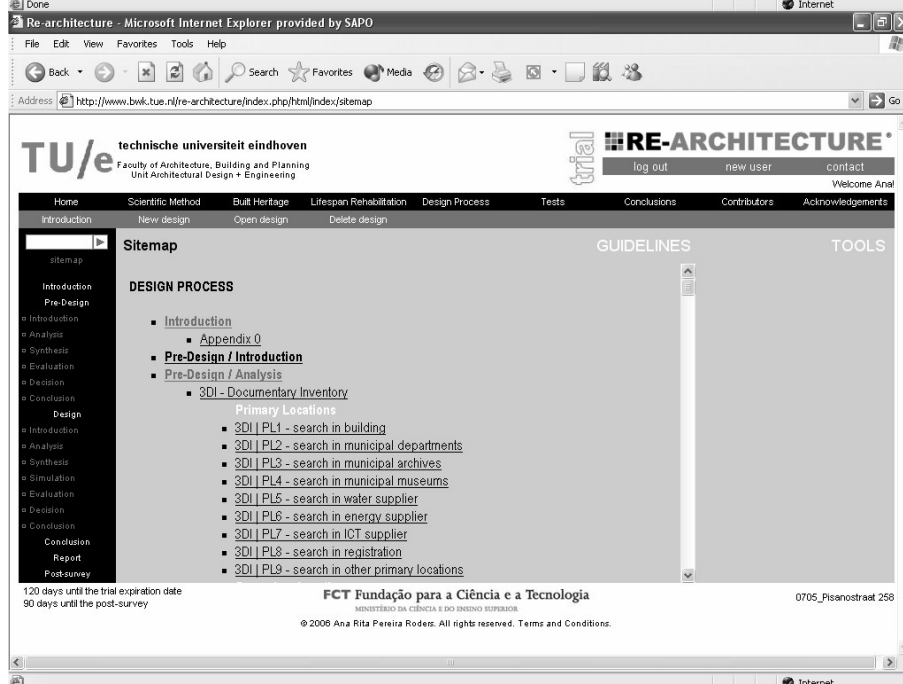 Done
Internet
Re-architecture - Microsoft Internet Explorer provided by SAPO
File Edit View Favorites Tools Help
Back Search Favorites Media
Address http://www.bwk.tue.nl/re-architecture/index.php/html/index/sitemap Go
TU/e technische universiteit eindhoven
Faculty of Architecture, Building and Planning
Unit Architectural Design + Engineering
trial (90)
RE-ARCHITECTURE
log out new user contact
Welcome Ana!
Home Scientific Method Built Heritage Lifespan Rehabilitation Design Process Tests Conclusions Contributors Acknowledgements
Introduction New design Open design Delete design
sitemap
Introduction
Pre-Design
Introduction
Analysis
Synthesis
Evaluation
Decision
Conclusion
Design
Introduction
Analysis
Synthesis
Simulation
Evaluation
Decision
Conclusion
Conclusion
Report
Post-survey
Sitemap
GUIDELINES
TOOLS
DESIGN PROCESS
Introduction
Appendix 0
Pre-Design / Introduction
Pre-Design / Analysis
3DI - Documentary Inventory
Primary Locations
3DI | PL1 - search in building
3DI | PL2 - search in municipal departments
3DI | PL3 - search in municipal archives
3DI | PL4 - search in municipal museums
3DI | PL5 - search in water supplier
3DI | PL6 - search in energy supplier
3DI | PL7 - search in ICT supplier
3DI | PL8 - search in registration
3DI | PL9 - search in other primary locations
120 days until the trial expiration date
90 days until the post-survey
FCT Fundação para a Ciência e a Tecnologia
MINISTÉRIO DA CIÊNCIA E DO ENSINO SUPERIOR
0705_Pisanostraat 258
© 2006 Ana Rita Pereira Roders. All rights reserved. Terms and Conditions.
Internet